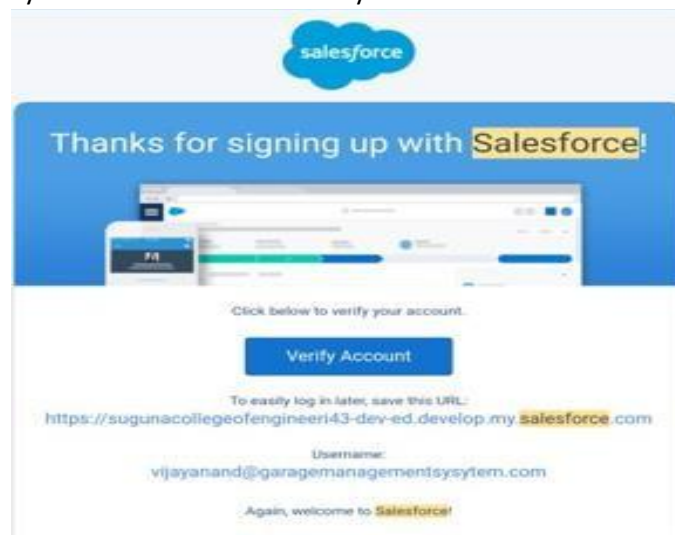 salesforce
Thanks for signing up with Salesforce!
Click below to verify your account.
Verify Account
To easily log in later, save this URL:
https://sugunacollegeofengineeri43-dev-ed.develop.my.salesforce.com
Username:
vijayanand@garagemanagementsysytem.com
Again, welcome to Salesforce!